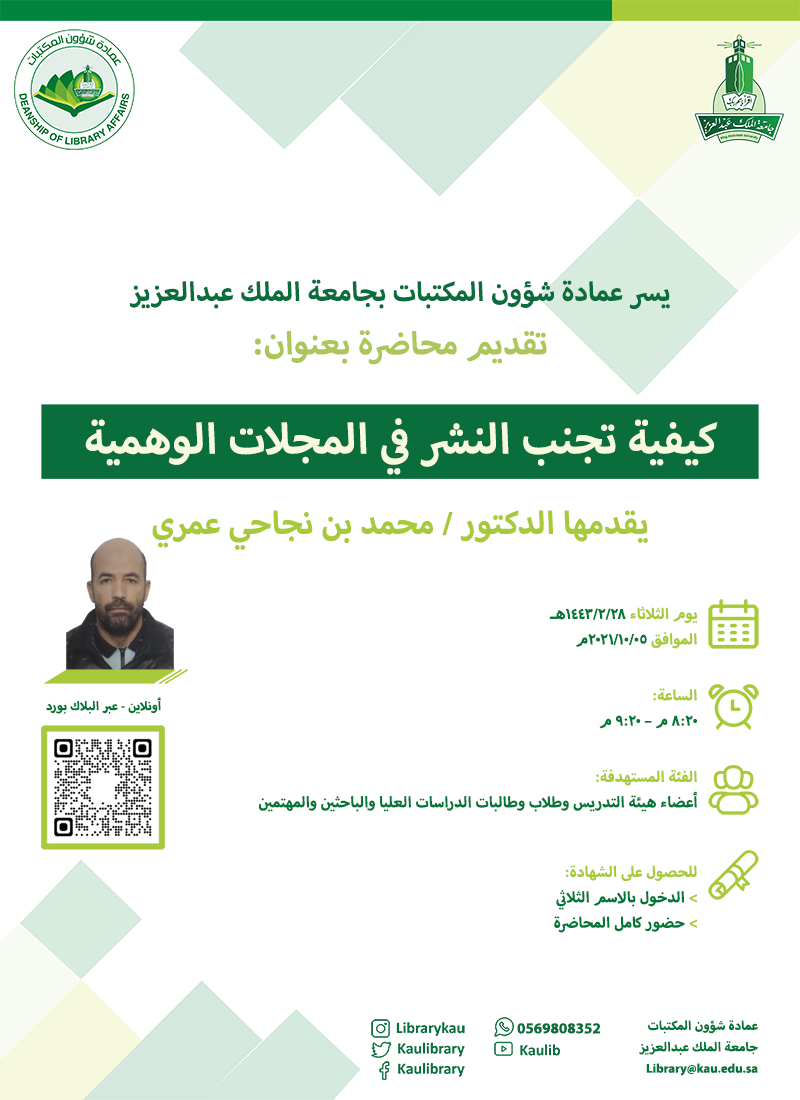 عمادة شؤون المكتبات
DEANSHIP OF LIBRARY AFFAIRS
جامعة الملك عبدالعزيز
يسر عمادة شؤون المكتبات بجامعة الملك عبدالعزيز
تقديم محاضرة بعنوان:
كيفية تجنب النشر في المجلات الوهمية
يقدمها الدكتور / محمد بن نجاحي عمري
يوم الثلاثاء ١٤٤٣/٢/٢٨هـ
الموافق ٢٠٢١/١٠/٠٥م
الساعة:
٨:٢٠ م – ٩:٢٠ م
الفئة المستهدفة:
أعضاء هيئة التدريس وطلاب وطالبات الدراسات العليا والباحثين والمهتمين
للحصول على الشهادة:
> الدخول بالاسم الثلاثي
> حضور كامل المحاضرة
أونلاين - عبر البلاك بورد
عمادة شؤون المكتبات
جامعة الملك عبدالعزيز
Library@kau.edu.sa
0569808352
Kaulib
Librarykau
Kaulibrary
Kaulibrary